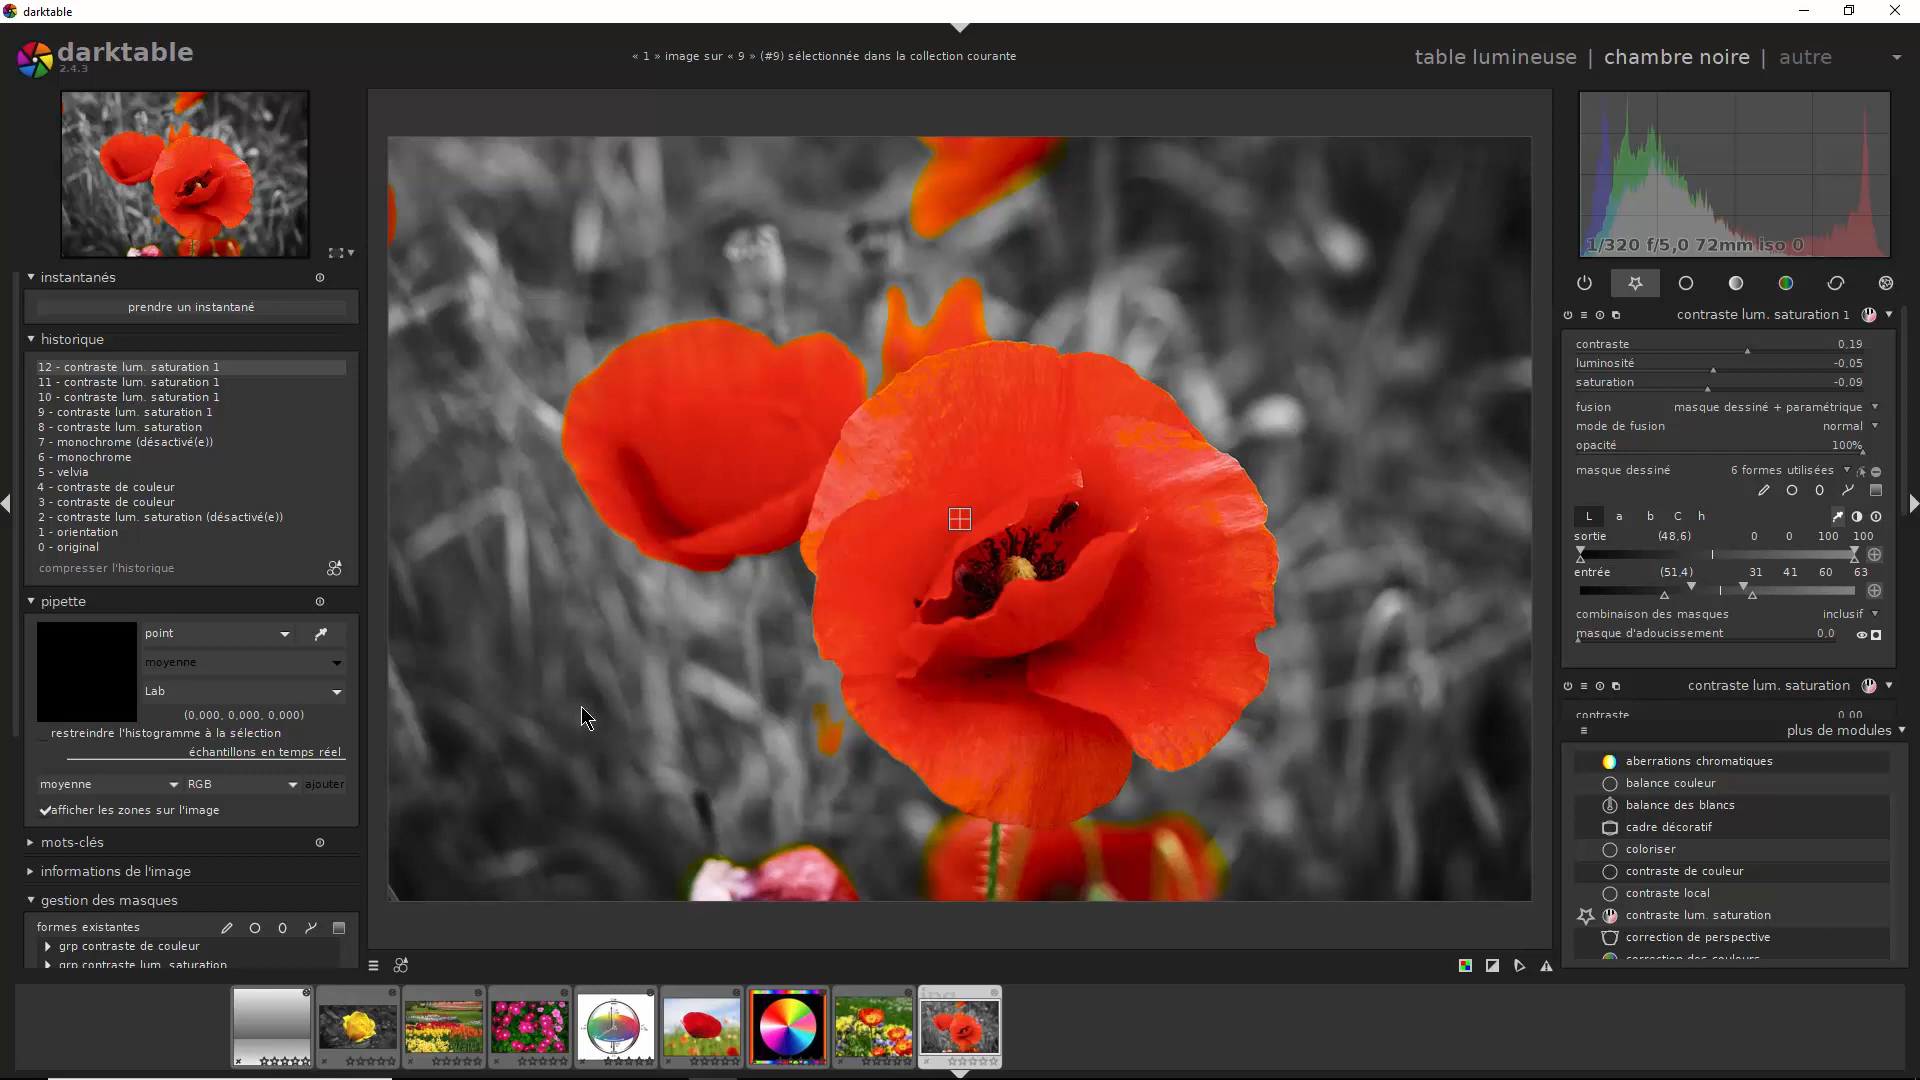 darktable
darktable
2.4.3
« 1 » image sur « 9 » (#9) sélectionnée dans la collection courante
table lumineuse | chambre noire | autre
instantanés
prendre un instantané
historique
12 - contraste lum. saturation 1
11 - contraste lum. saturation 1
10 - contraste lum. saturation 1
9 - contraste lum. saturation 1
8 - contraste lum. saturation
7 - monochrome (désactivé(e))
6 - monochrome
5 - velvia
4 - contraste de couleur
3 - contraste de couleur
2 - contraste lum. saturation (désactivé(e))
1 - orientation
0 - original
compresser l'historique
pipette
point
moyenne
Lab
(0,000, 0,000, 0,000)
restreindre l'histogramme à la sélection
échantillons en temps réel
moyenne RGB ajouter
afficher les zones sur l'image
mots-clés
informations de l'image
gestion des masques
formes existantes
grp contraste de couleur
grp contraste lum. saturation
1/320 f/5,0 72mm iso 0
contraste lum. saturation 1
contraste 0,19
luminosité -0,05
saturation -0,09
fusion masque dessiné + paramétrique
mode de fusion normal
opacité 100%
masque dessiné 6 formes utilisées
L a b C h
sortie (48,6) 0 0 100 100
entrée (51,4) 31 41 60 63
combinaison des masques inclusif
masque d'adoucissement 0,0
contraste lum. saturation
contraste 0,00
plus de modules
aberrations chromatiques
balance couleur
balance des blancs
cadre décoratif
coloriser
contraste de couleur
contraste local
contraste lum. saturation
correction de perspective
correction des couleurs
jpg